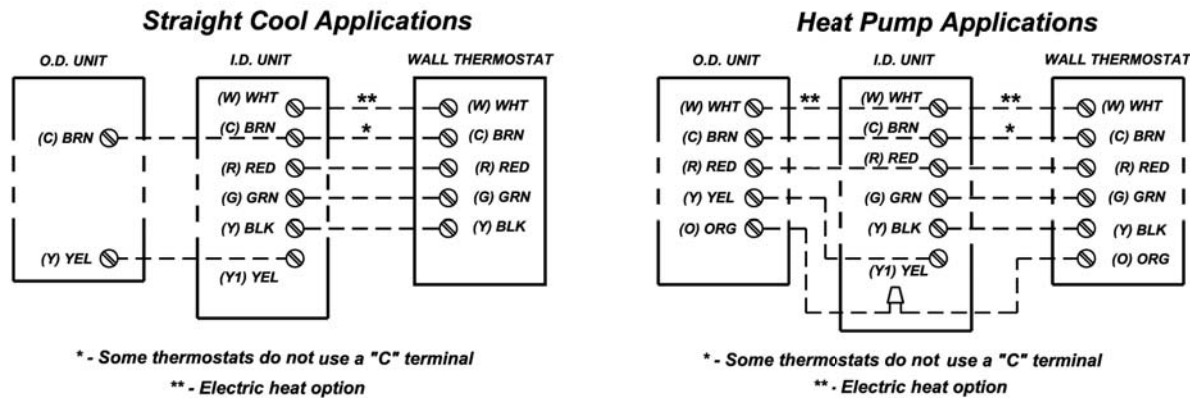 Straight Cool Applications
O.D. UNIT
I.D. UNIT
WALL THERMOSTAT
(C) BRN
(Y) YEL
(W) WHT
(C) BRN
(R) RED
(G) GRN
(Y) BLK
(Y1) YEL
**
*
(W) WHT
(C) BRN
(R) RED
(G) GRN
(Y) BLK
* - Some thermostats do not use a "C" terminal
** - Electric heat option
Heat Pump Applications
O.D. UNIT
I.D. UNIT
WALL THERMOSTAT
(W) WHT
(C) BRN
(R) RED
(Y) YEL
(O) ORG
**
(W) WHT
(C) BRN
(R) RED
(G) GRN
(Y) BLK
(Y1) YEL
**
*
(W) WHT
(C) BRN
(R) RED
(G) GRN
(Y) BLK
(O) ORG
* - Some thermostats do not use a "C" terminal
** - Electric heat option